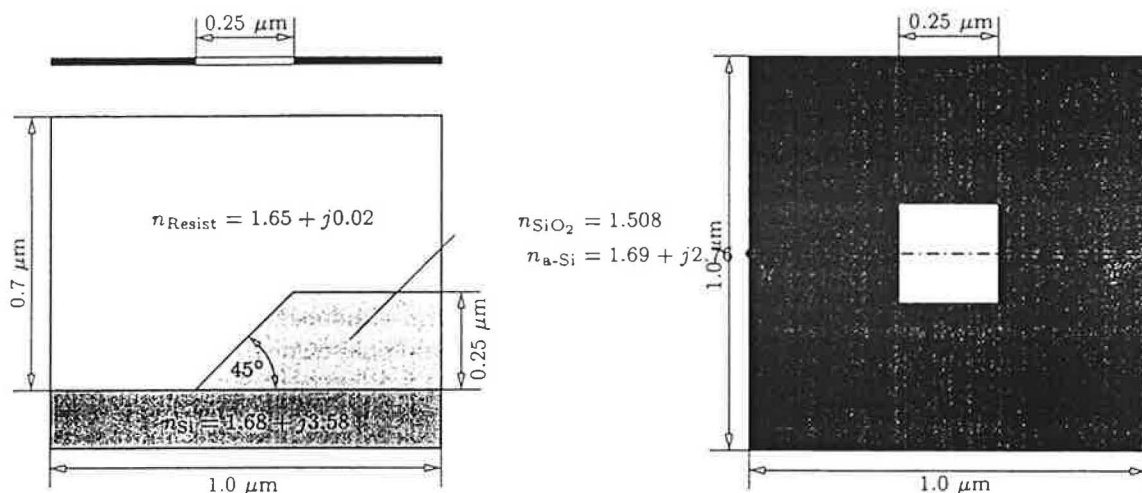 0.25 μm
0.7 μm
n_Resist = 1.65 + j0.02
45°
0.25 μm
n_Si = 1.68 + j3.58
1.0 μm
n_SiO₂ = 1.508
n_a-Si = 1.69 + j2.76
0.25 μm
1.0 μm
1.0 μm